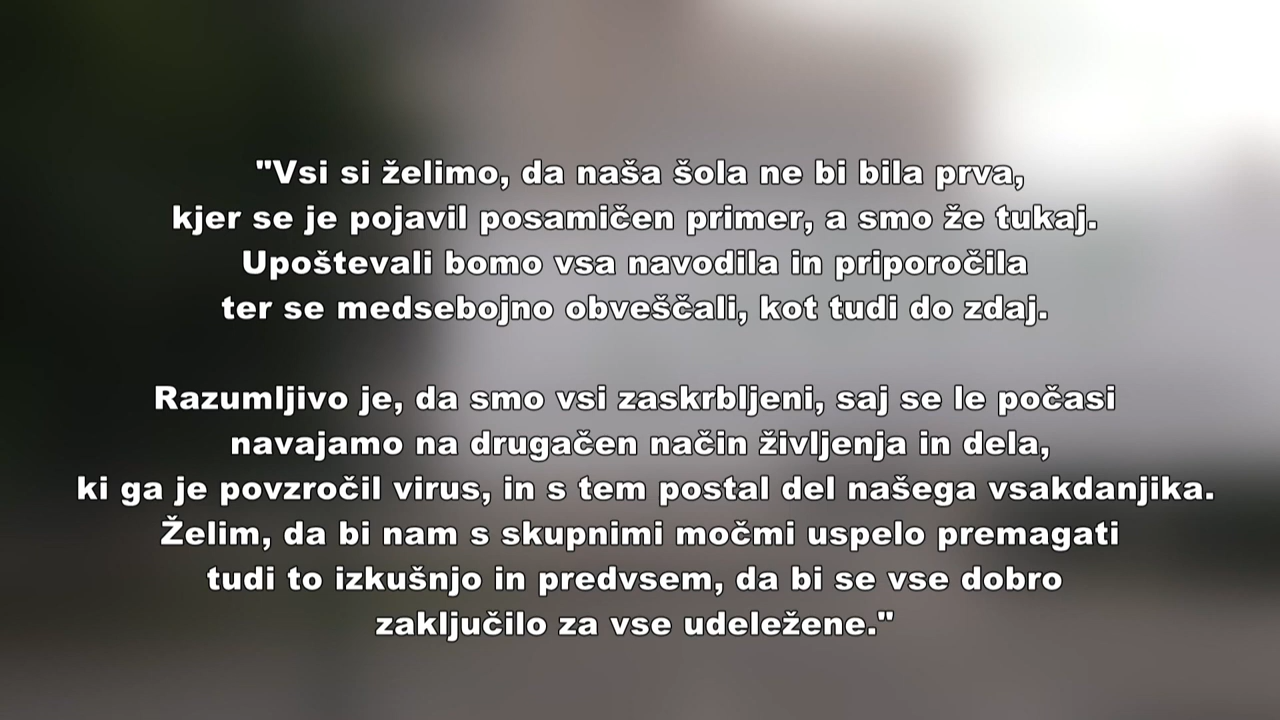 "Vsi si želimo, da naša šola ne bi bila prva,
kjer se je pojavil posamičen primer, a smo že tukaj.
Upoštevali bomo vsa navodila in priporočila
ter se medsebojno obveščali, kot tudi do zdaj.
Razumljivo je, da smo vsi zaskrbljeni, saj se le počasi
navajamo na drugačen način življenja in dela,
ki ga je povzročil virus, in s tem postal del našega vsakdanjika.
Želim, da bi nam s skupnimi močmi uspelo premagati
tudi to izkušnjo in predvsem, da bi se vse dobro
zaključilo za vse udeležene."